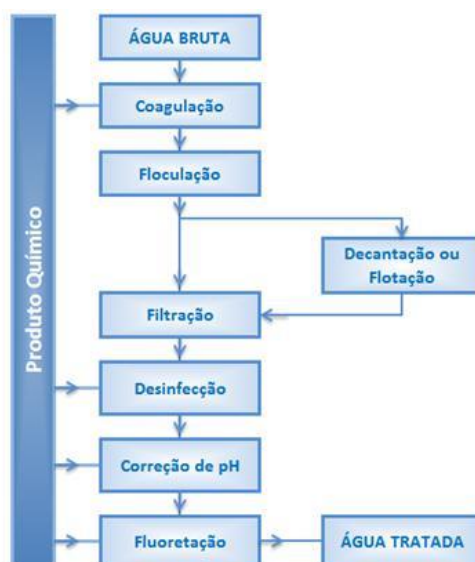 Produto Químico
ÁGUA BRUTA
Coagulação
Floculação
Decantação ou
Flotação
Filtração
Desinfecção
Correção de pH
Fluoretação
ÁGUA TRATADA